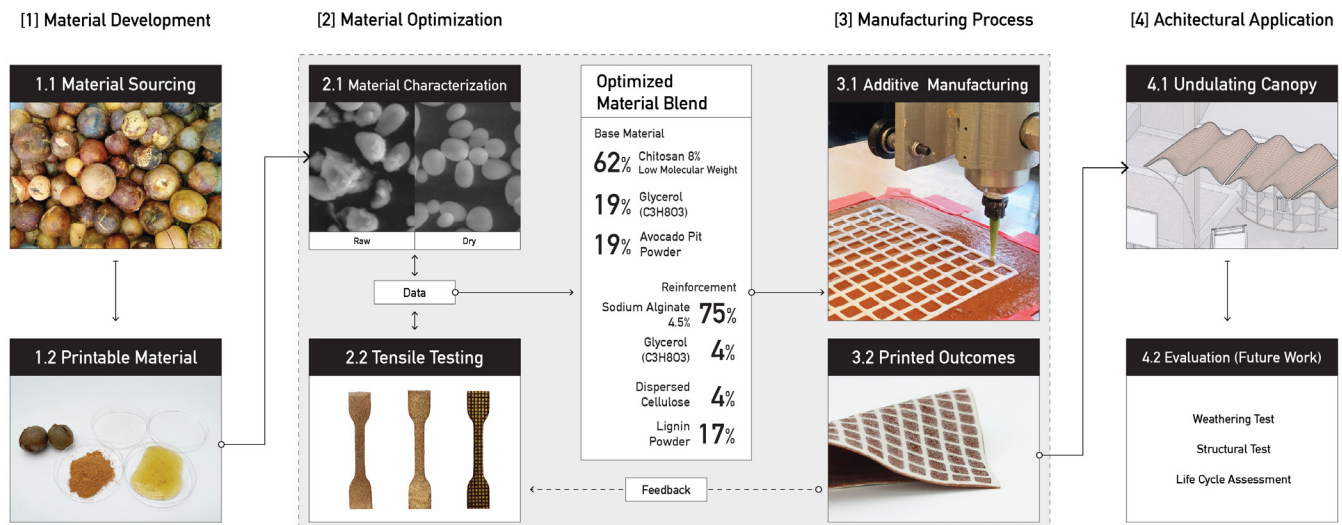 [1] Material Development
[2] Material Optimization
[3] Manufacturing Process
[4] Achitectural Application
1.1 Material Sourcing
1.2 Printable Material
2.1 Material Characterization
Raw
Dry
Data
2.2 Tensile Testing
Optimized
Material Blend
Base Material
62% Chitosan 8%
Low Molecular Weight
19% Glycerol
(C3H8O3)
19% Avocado Pit
Powder
Reinforcement
Sodium Alginate 75%
4.5%
Glycerol 4%
(C3H8O3)
Dispersed 4%
Cellulose
Lignin 17%
Powder
Feedback
3.1 Additive Manufacturing
3.2 Printed Outcomes
4.1 Undulating Canopy
4.2 Evaluation (Future Work)
Weathering Test
Structural Test
Life Cycle Assessment